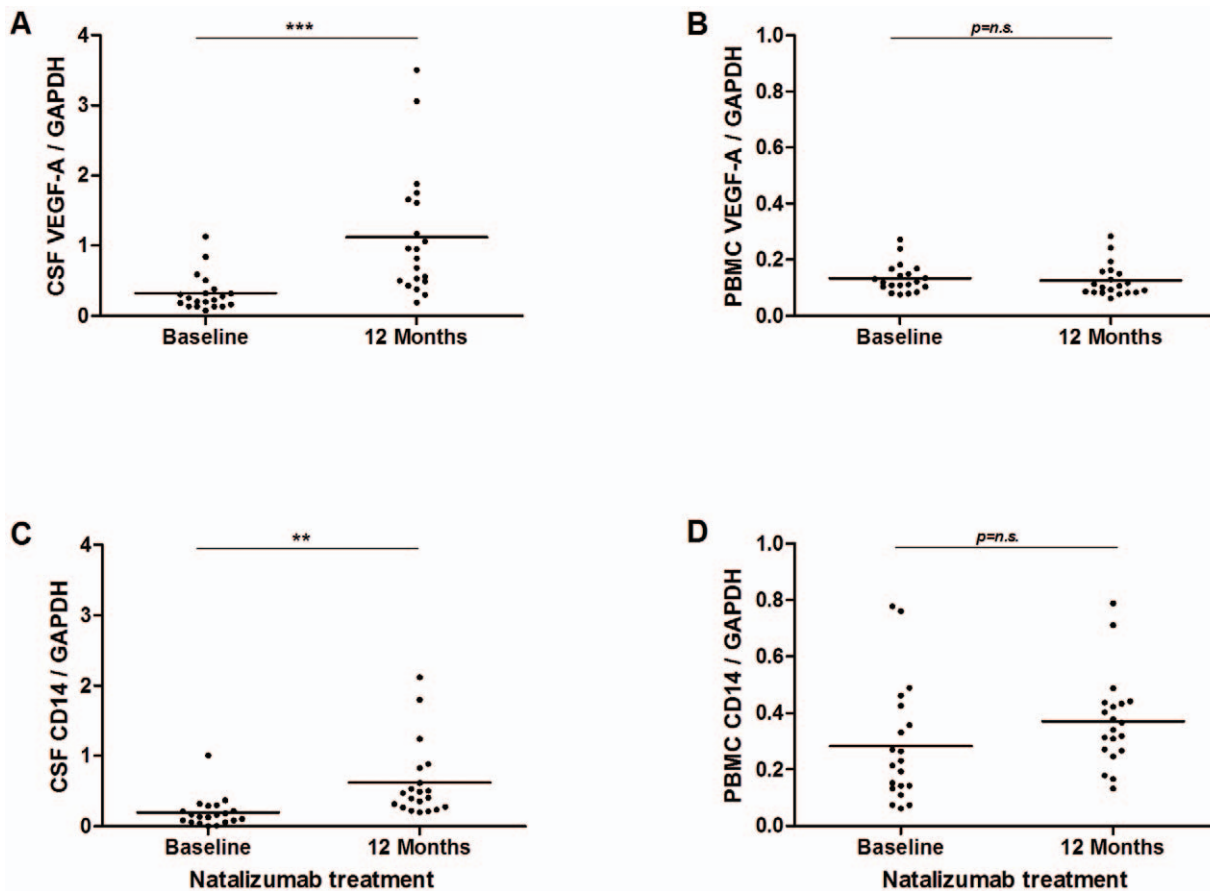 A
CSF VEGF-A / GAPDH
4
3
2
1
0
***
Baseline
12 Months
B
PBMC VEGF-A / GAPDH
1.0
0.8
0.6
0.4
0.2
0.0
p=n.s.
Baseline
12 Months
C
CSF CD14 / GAPDH
4
3
2
1
0
**
Baseline
12 Months
Natalizumab treatment
D
PBMC CD14 / GAPDH
1.0
0.8
0.6
0.4
0.2
0.0
p=n.s.
Baseline
12 Months
Natalizumab treatment